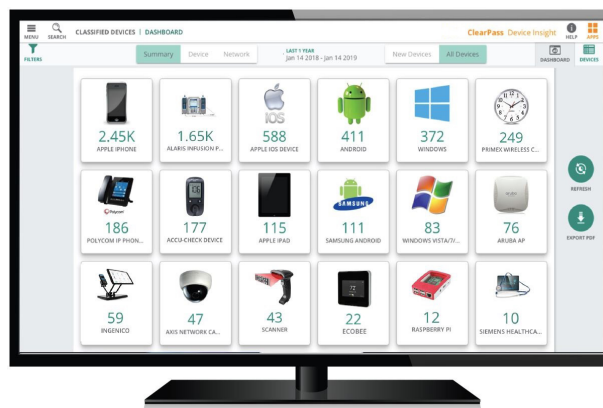 MENU SEARCH CLASSIFIED DEVICES | DASHBOARD ClearPass Device Insight HELP APPS
FILTERS Summary Device Network LAST 1 YEAR New Devices All Devices DASHBOARD DEVICES
Jan 14 2018 - Jan 14 2019
iOS
2.45K 1.65K 588 411 372 249
APPLE IPHONE ALARIS INFUSION P... APPLE IOS DEVICE ANDROID WINDOWS PRIMEX WIRELESS C...
REFRESH
Polycom SAMSUNG
186 177 115 111 83 76
POLYCOM IP PHON... ACCU-CHECK DEVICE APPLE IPAD SAMSUNG ANDROID WINDOWS VISTA/7/... ARUBA AP
EXPORT PDF
59 47 43 22 12 10
INGENICO AXIS NETWORK CA... SCANNER ECOBEE RASPBERRY PI SIEMENS HEALTHCA...